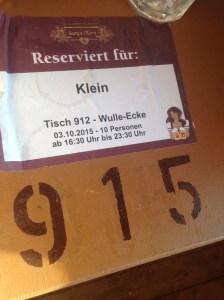 Reserviert für:
Klein
Tisch 912 - Wulle-Ecke
03.10.2015 - 10 Personen
ab 16:30 Uhr bis 23:30 Uhr
915